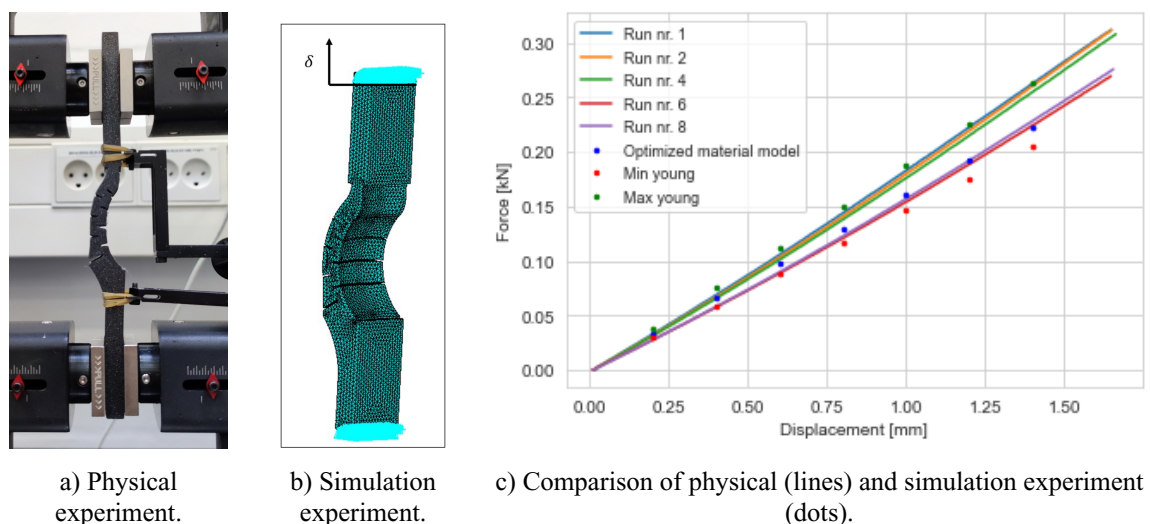 δ
0.30
0.25
0.20
0.15
0.10
0.05
0.00
Force [kN]
Run nr. 1
Run nr. 2
Run nr. 4
Run nr. 6
Run nr. 8
Optimized material model
Min young
Max young
0.00 0.25 0.50 0.75 1.00 1.25 1.50
Displacement [mm]
a) Physical
experiment.
b) Simulation
experiment.
c) Comparison of physical (lines) and simulation experiment
(dots).